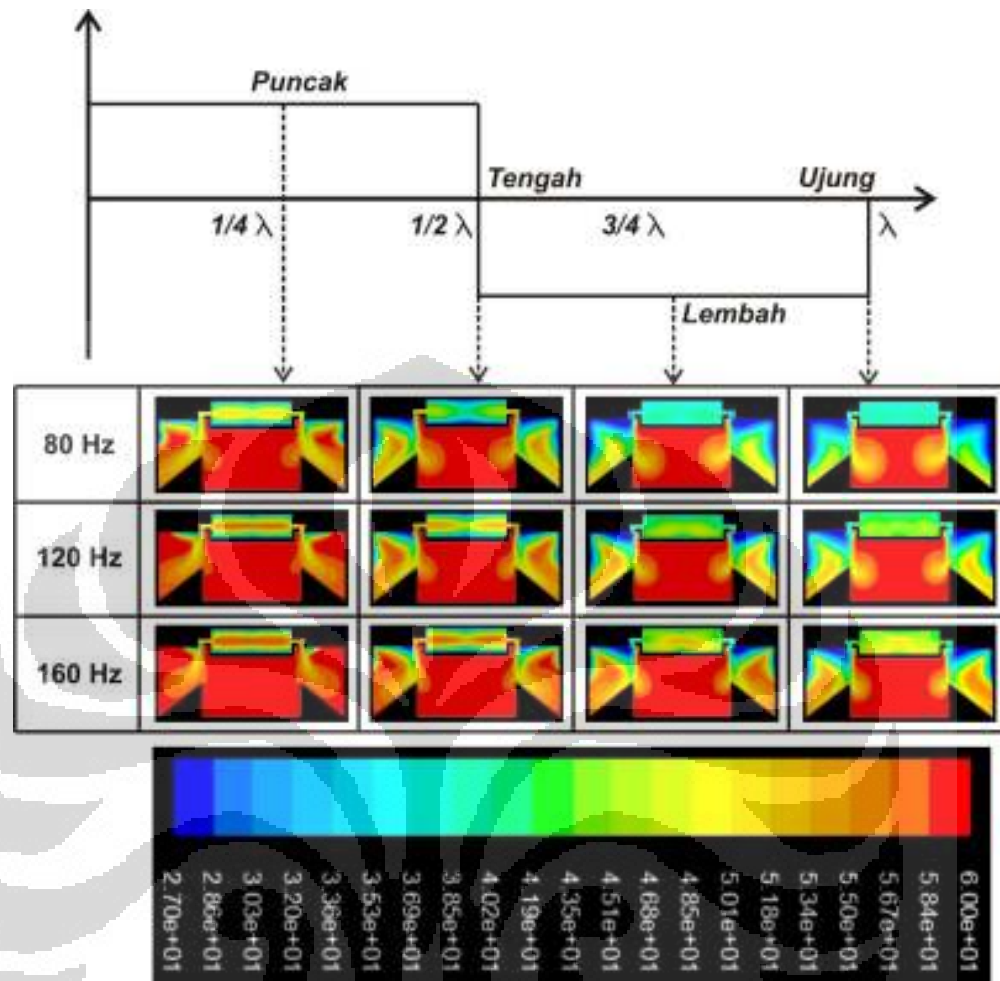 Puncak
Tengah
Ujung
1/4 λ
1/2 λ
3/4 λ
λ
Lembah
80 Hz
120 Hz
160 Hz
2.70e+01
2.86e+01
3.03e+01
3.20e+01
3.36e+01
3.53e+01
3.69e+01
3.85e+01
4.02e+01
4.19e+01
4.35e+01
4.51e+01
4.68e+01
4.85e+01
5.01e+01
5.18e+01
5.34e+01
5.50e+01
5.67e+01
5.84e+01
6.00e+01